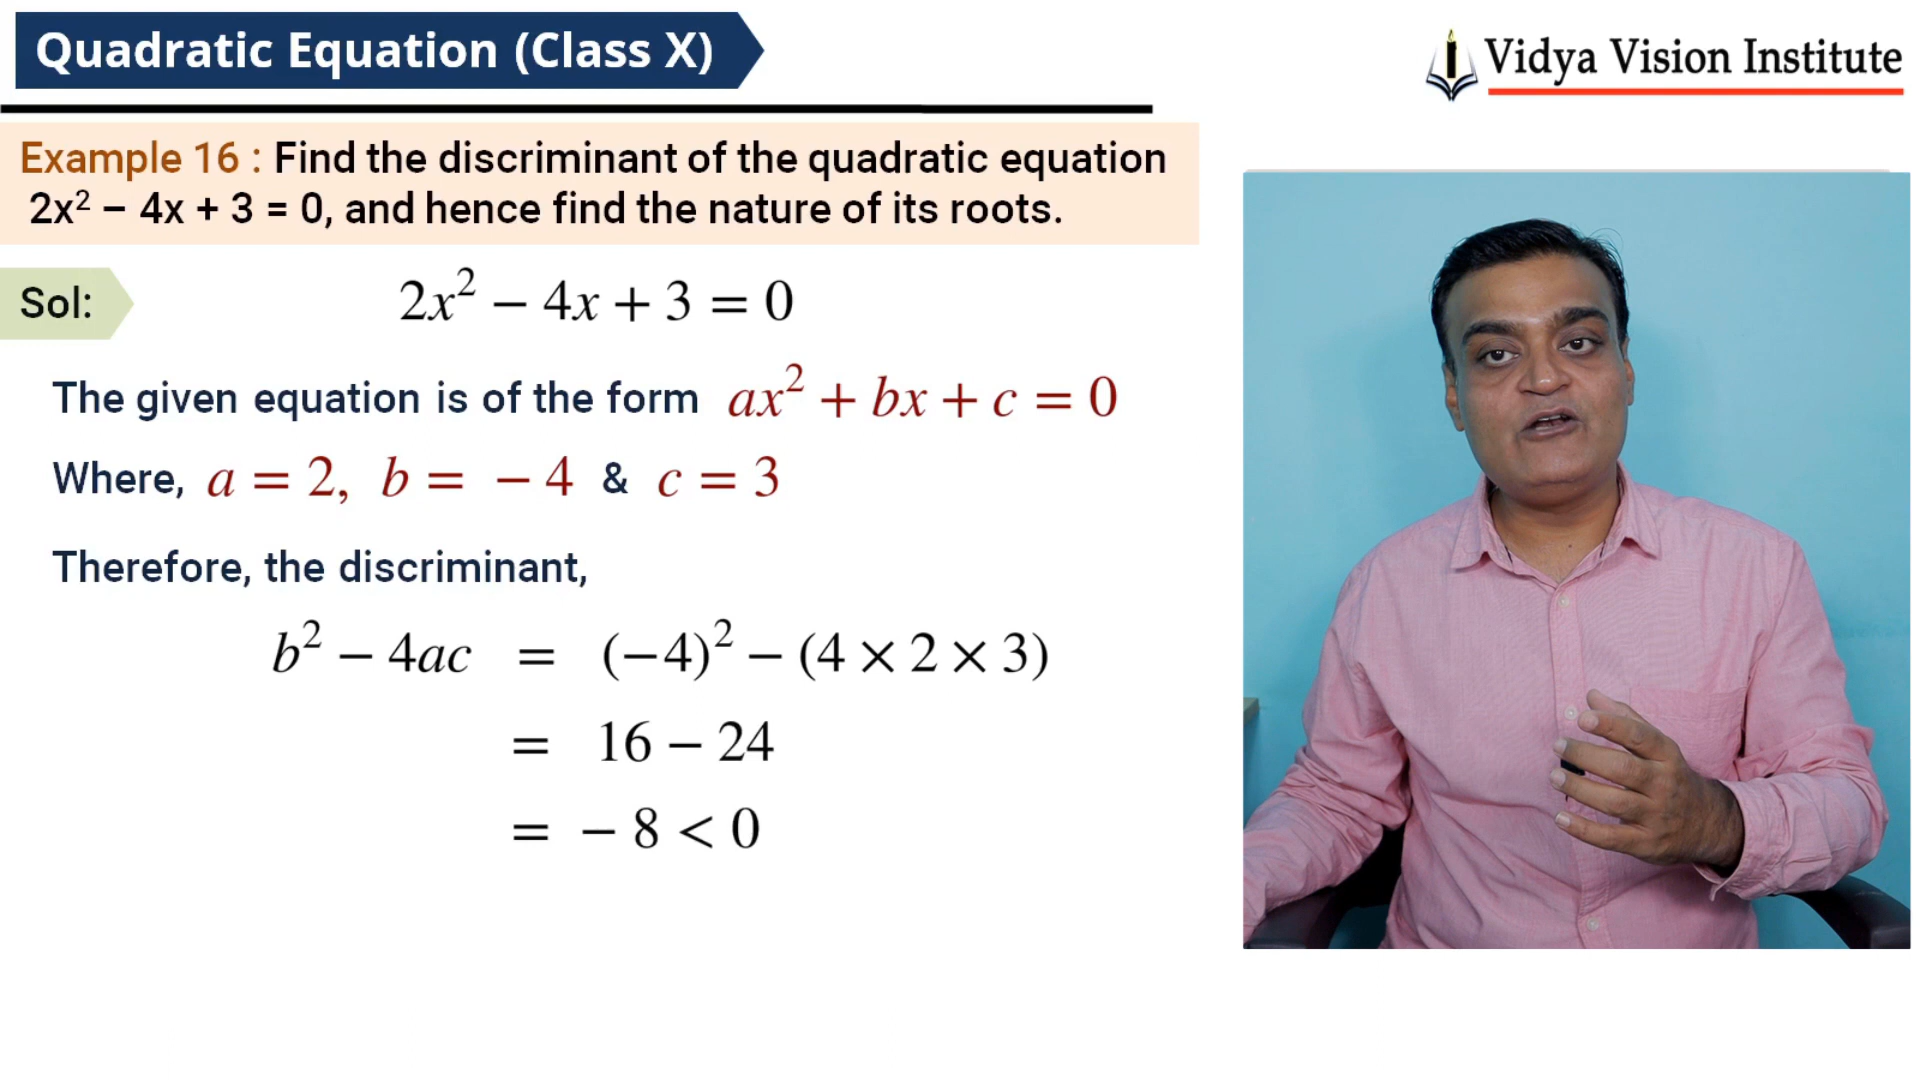 Quadratic Equation (Class X)
Vidya Vision Institute
Example 16 : Find the discriminant of the quadratic equation
2x² – 4x + 3 = 0, and hence find the nature of its roots.
Sol:
2x² − 4x + 3 = 0
The given equation is of the form ax² + bx + c = 0
Where, a = 2, b = − 4 & c = 3
Therefore, the discriminant,
b² − 4ac = (−4)² − (4 × 2 × 3)
= 16 − 24
= − 8 < 0